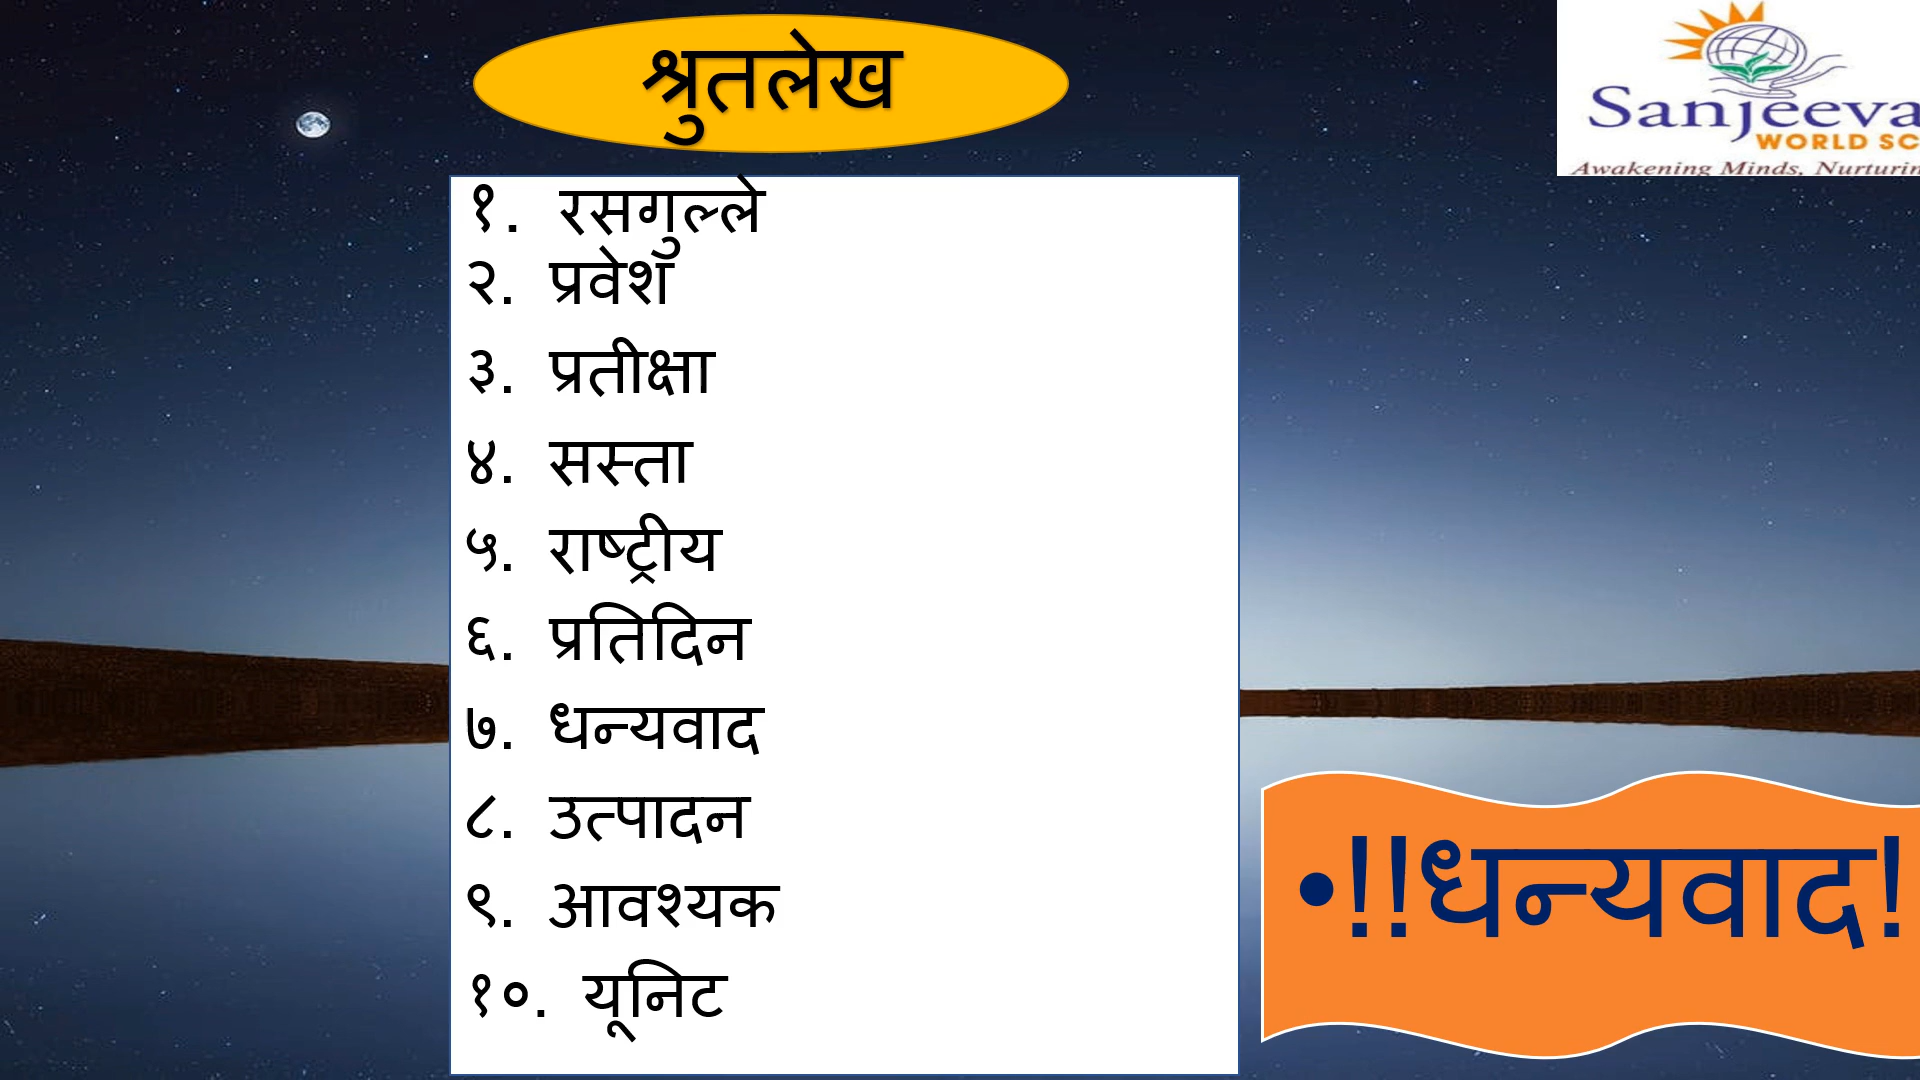 श्रुतलेख
Sanjeeva
WORLD SC
Awakening Minds, Nurturin
१. रसगुल्ले
२. प्रवेश
३. प्रतीक्षा
४. सस्ता
५. राष्ट्रीय
६. प्रतिदिन
७. धन्यवाद
८. उत्पादन
९. आवश्यक
१०. यूनिट
•!!धन्यवाद!